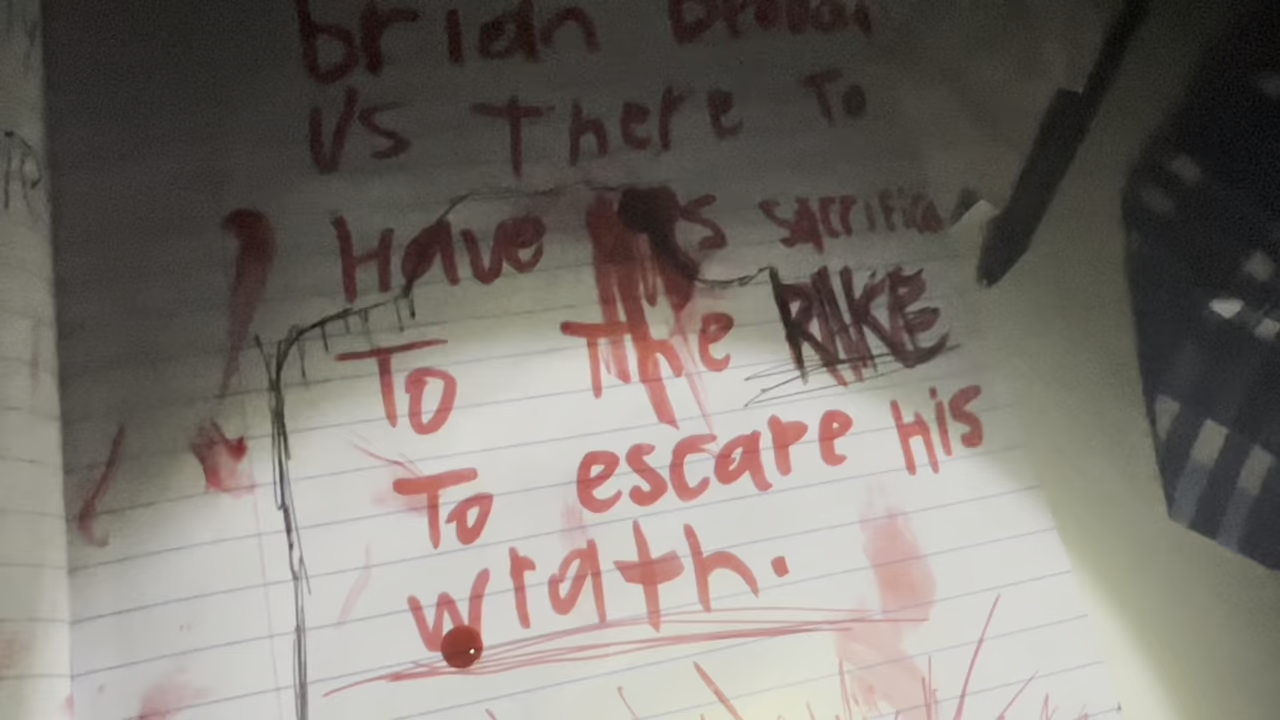 brian
Us There To
Have
To the RAKE
To escare his
wrath.